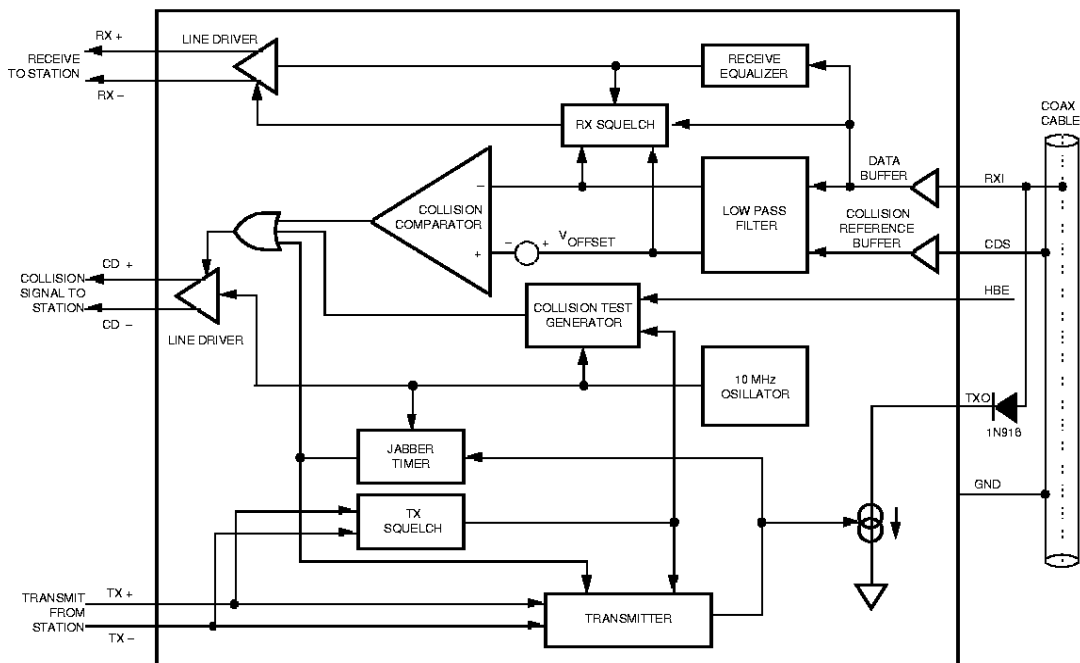 RX +
LINE DRIVER
RECEIVE
TO STATION
RX –
RECEIVE
EQUALIZER
RX SQUELCH
COAX
CABLE
DATA
BUFFER
RXI
–
COLLISION
COMPARATOR
+
– +
VOFFSET
LOW PASS
FILTER
COLLISION
REFERENCE
BUFFER
CDS
CD +
COLLISION
SIGNAL TO
STATION
CD –
LINE DRIVER
COLLISION TEST
GENERATOR
HBE
10 MHz
OSILLATOR
TXO
1N918
JABBER
TIMER
TX
SQUELCH
GND
TRANSMIT
FROM
STATION
TX +
TX –
TRANSMITTER